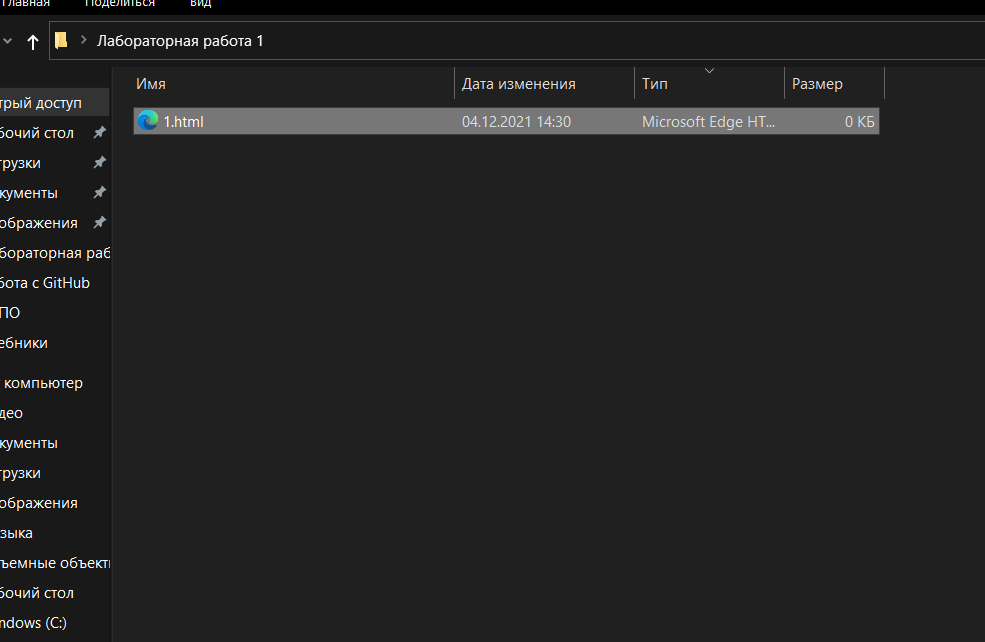 Главная Поделиться Вид
Лабораторная работа 1
Имя Дата изменения Тип Размер
1.html 04.12.2021 14:30 Microsoft Edge HT... 0 КБ
трый доступ
бочий стол
грузки
кументы
ображения
бораторная раб
бота с GitHub
ПО
ебники
компьютер
део
кументы
грузки
ображения
зыка
ъемные объект
бочий стол
ndows (C:)